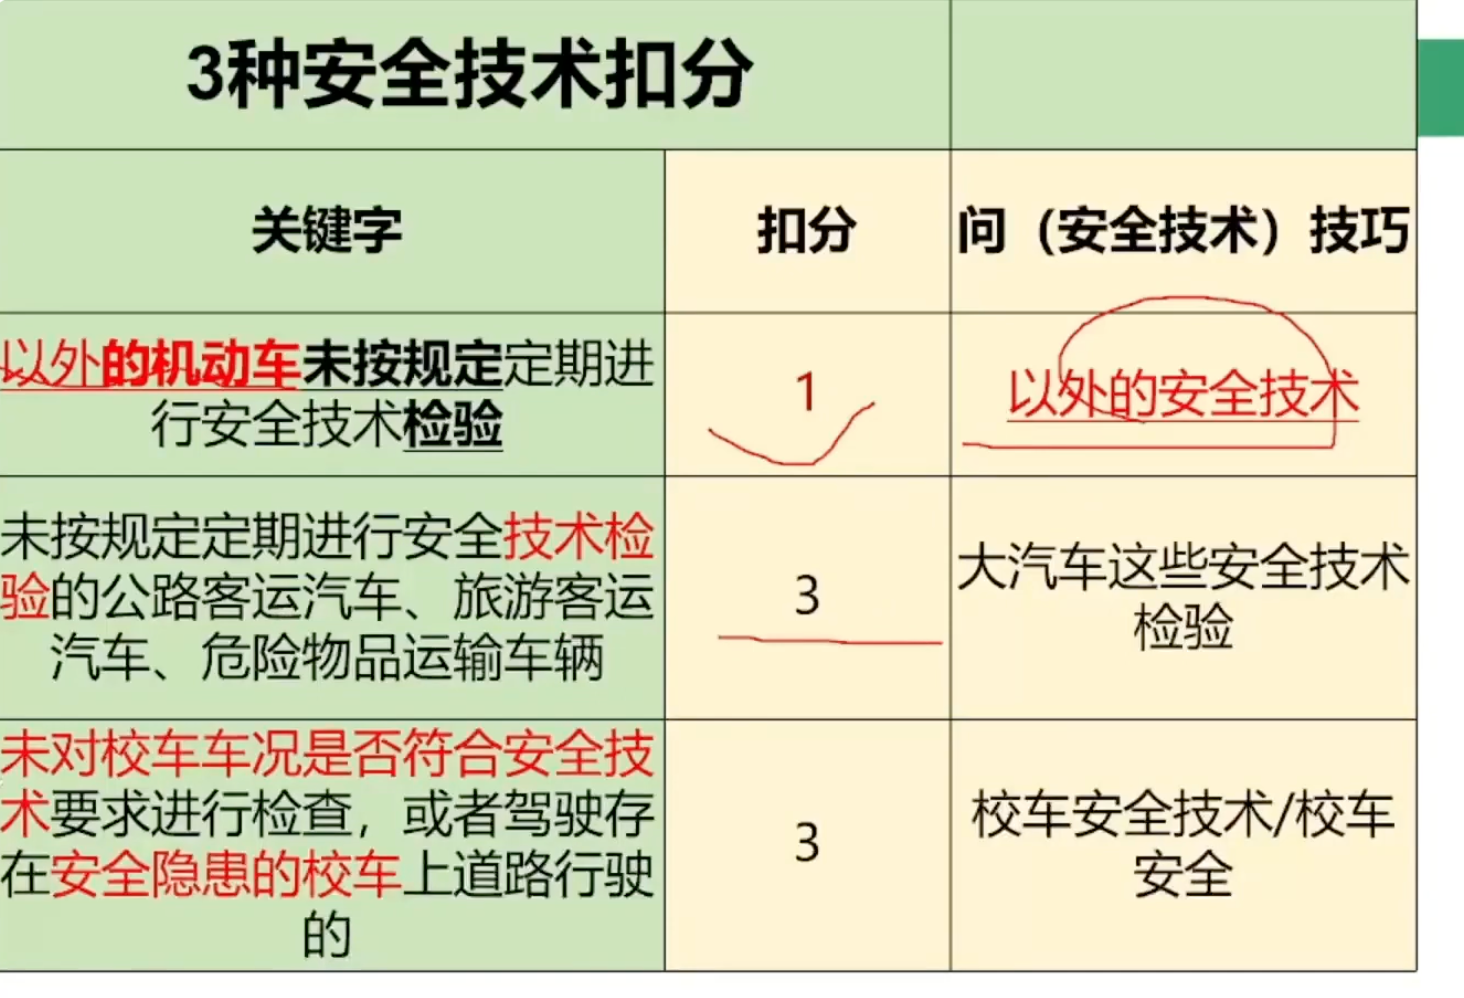 3种安全技术扣分
关键字
扣分
问（安全技术）技巧
以外的机动车未按规定定期进
行安全技术检验
1
以外的安全技术
未按规定定期进行安全技术检
验的公路客运汽车、旅游客运
汽车、危险物品运输车辆
3
大汽车这些安全技术
检验
未对校车车况是否符合安全技
术要求进行检查，或者驾驶存
在安全隐患的校车上道路行驶
的
3
校车安全技术/校车
安全